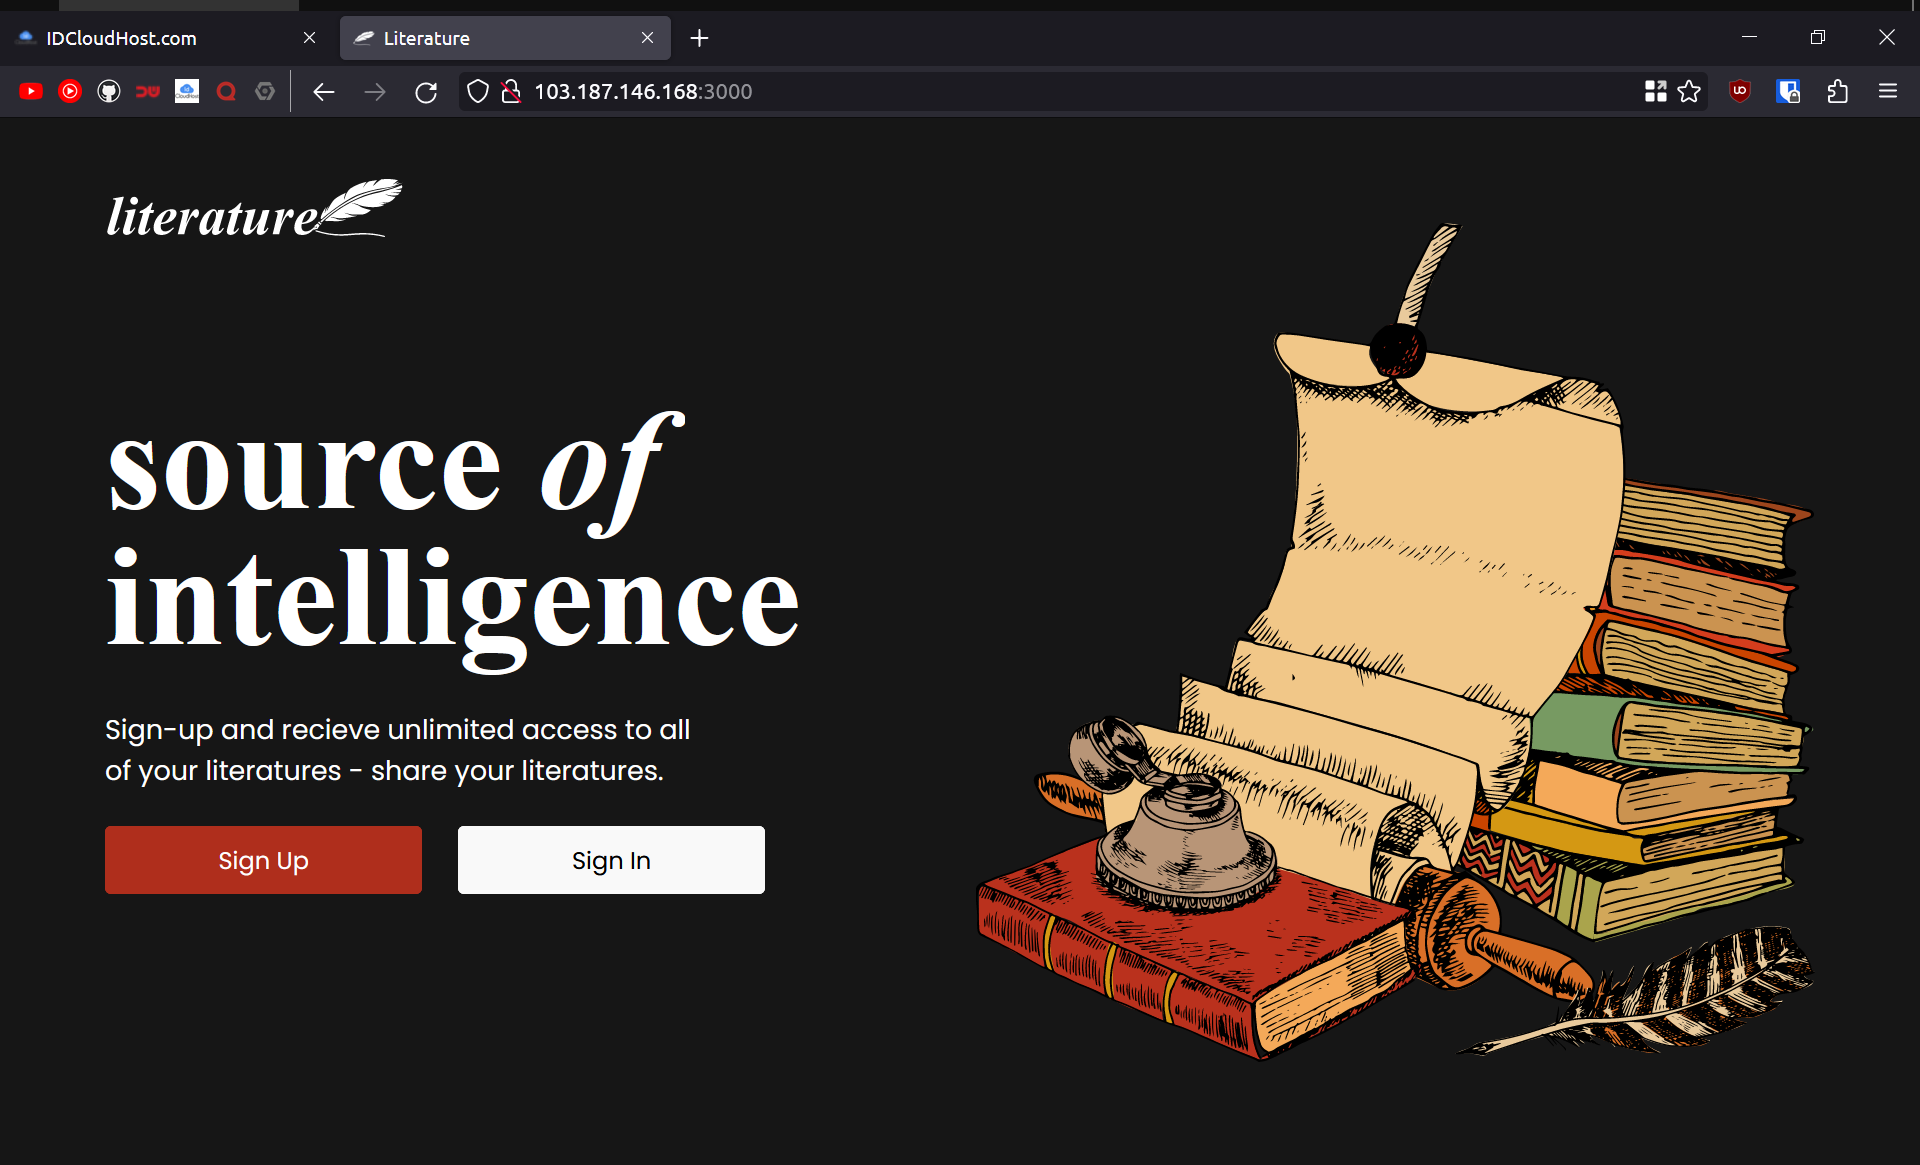 IDCloudHost.com
Literature
103.187.146.168:3000
literature
source of
intelligence
Sign-up and recieve unlimited access to all
of your literatures - share your literatures.
Sign Up
Sign In